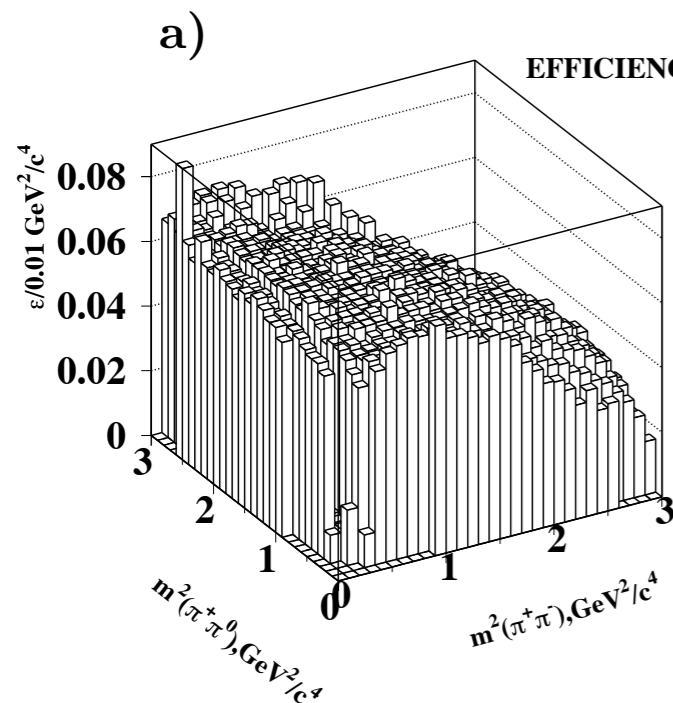 a)
EFFICIENC
ε/0.01 GeV²/c⁴
0.08
0.06
0.04
0.02
0
3
2
1
0
0
1
2
3
m²(π⁺π⁰),GeV²/c⁴
m²(π⁺π⁻),GeV²/c⁴